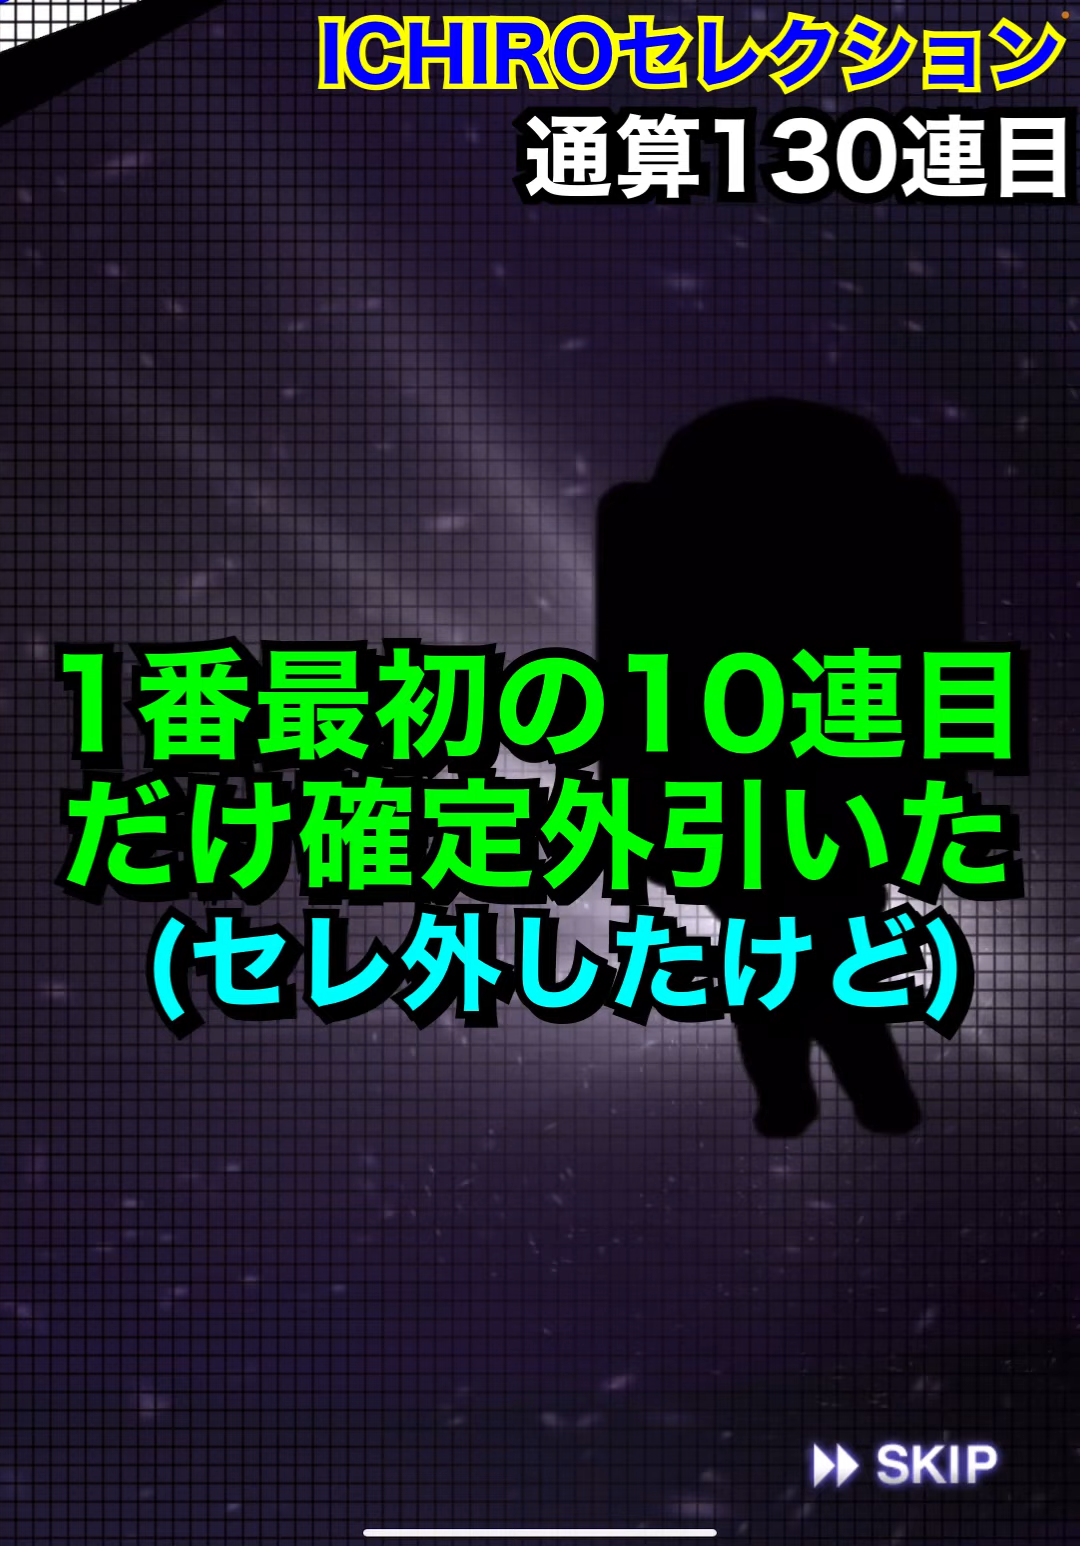 ICHIROセレクション
通算130連目
1番最初の10連目
だけ確定外引いた
(セレ外したけど)
SKIP